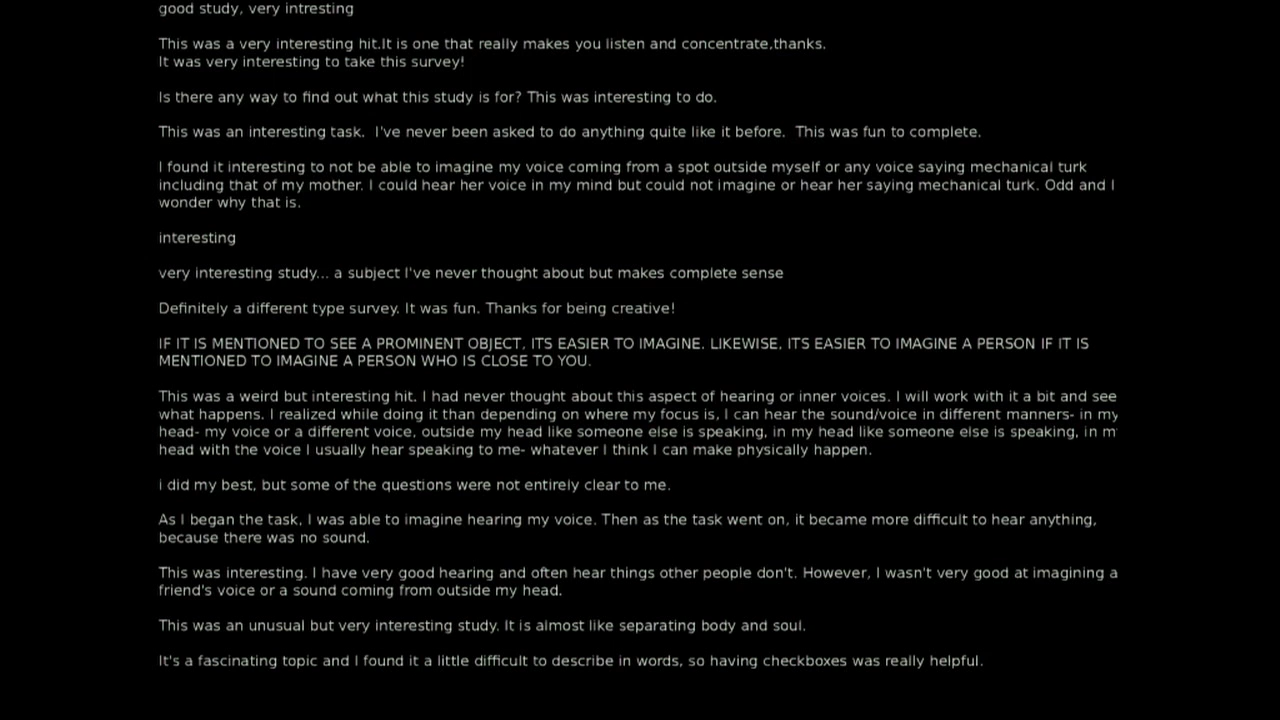 good study, very intresting
This was a very interesting hit.It is one that really makes you listen and concentrate,thanks.
It was very interesting to take this survey!
Is there any way to find out what this study is for? This was interesting to do.
This was an interesting task.  I've never been asked to do anything quite like it before.  This was fun to complete.
I found it interesting to not be able to imagine my voice coming from a spot outside myself or any voice saying mechanical turk
including that of my mother. I could hear her voice in my mind but could not imagine or hear her saying mechanical turk. Odd and I
wonder why that is.
interesting
very interesting study... a subject I've never thought about but makes complete sense
Definitely a different type survey. It was fun. Thanks for being creative!
IF IT IS MENTIONED TO SEE A PROMINENT OBJECT, ITS EASIER TO IMAGINE. LIKEWISE, ITS EASIER TO IMAGINE A PERSON IF IT IS
MENTIONED TO IMAGINE A PERSON WHO IS CLOSE TO YOU.
This was a weird but interesting hit. I had never thought about this aspect of hearing or inner voices. I will work with it a bit and see
what happens. I realized while doing it than depending on where my focus is, I can hear the sound/voice in different manners- in my
head- my voice or a different voice, outside my head like someone else is speaking, in my head like someone else is speaking, in m
head with the voice I usually hear speaking to me- whatever I think I can make physically happen.
i did my best, but some of the questions were not entirely clear to me.
As I began the task, I was able to imagine hearing my voice. Then as the task went on, it became more difficult to hear anything,
because there was no sound.
This was interesting. I have very good hearing and often hear things other people don't. However, I wasn't very good at imagining a
friend's voice or a sound coming from outside my head.
This was an unusual but very interesting study. It is almost like separating body and soul.
It's a fascinating topic and I found it a little difficult to describe in words, so having checkboxes was really helpful.